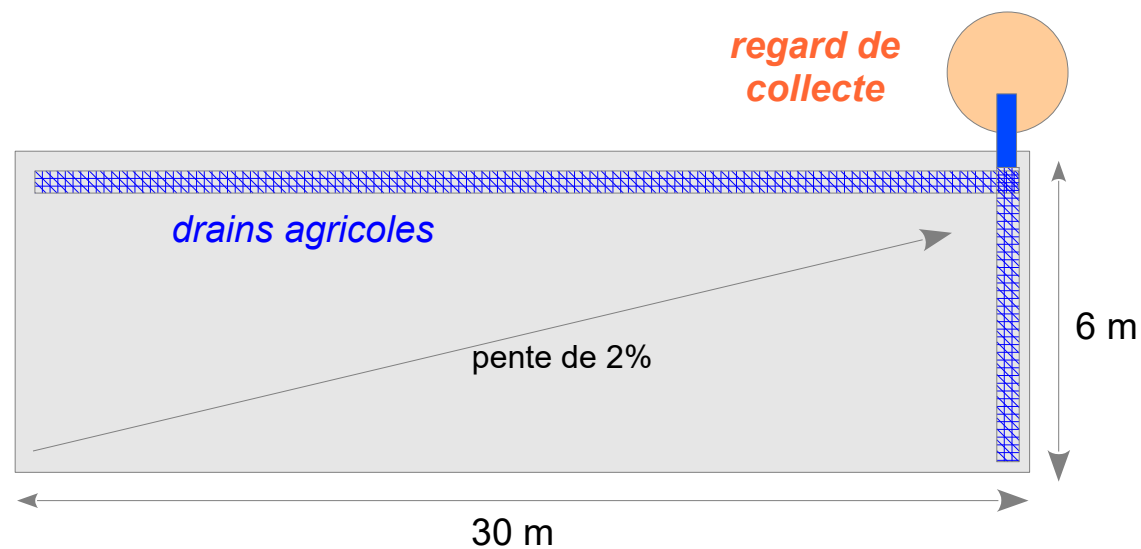 regard de
collecte
drains agricoles
pente de 2%
6 m
30 m